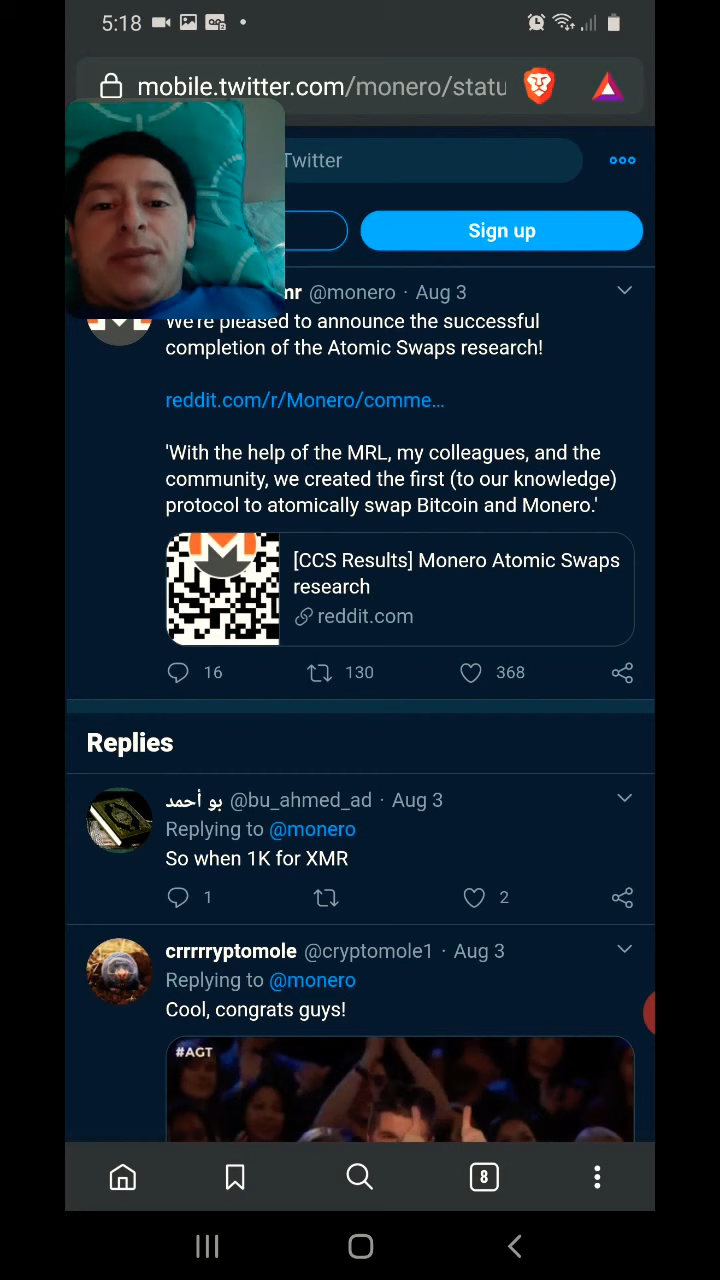 5:18
mobile.twitter.com/monero/statu
Twitter
Sign up
mr @monero · Aug 3
We're pleased to announce the successful
completion of the Atomic Swaps research!
reddit.com/r/Monero/comme…
'With the help of the MRL, my colleagues, and the
community, we created the first (to our knowledge)
protocol to atomically swap Bitcoin and Monero.'
[CCS Results] Monero Atomic Swaps
research
reddit.com
16 130 368
Replies
بو أحمد @bu_ahmed_ad · Aug 3
Replying to @monero
So when 1K for XMR
1 2
crrrrryptomole @cryptomole1 · Aug 3
Replying to @monero
Cool, congrats guys!
#AGT
8